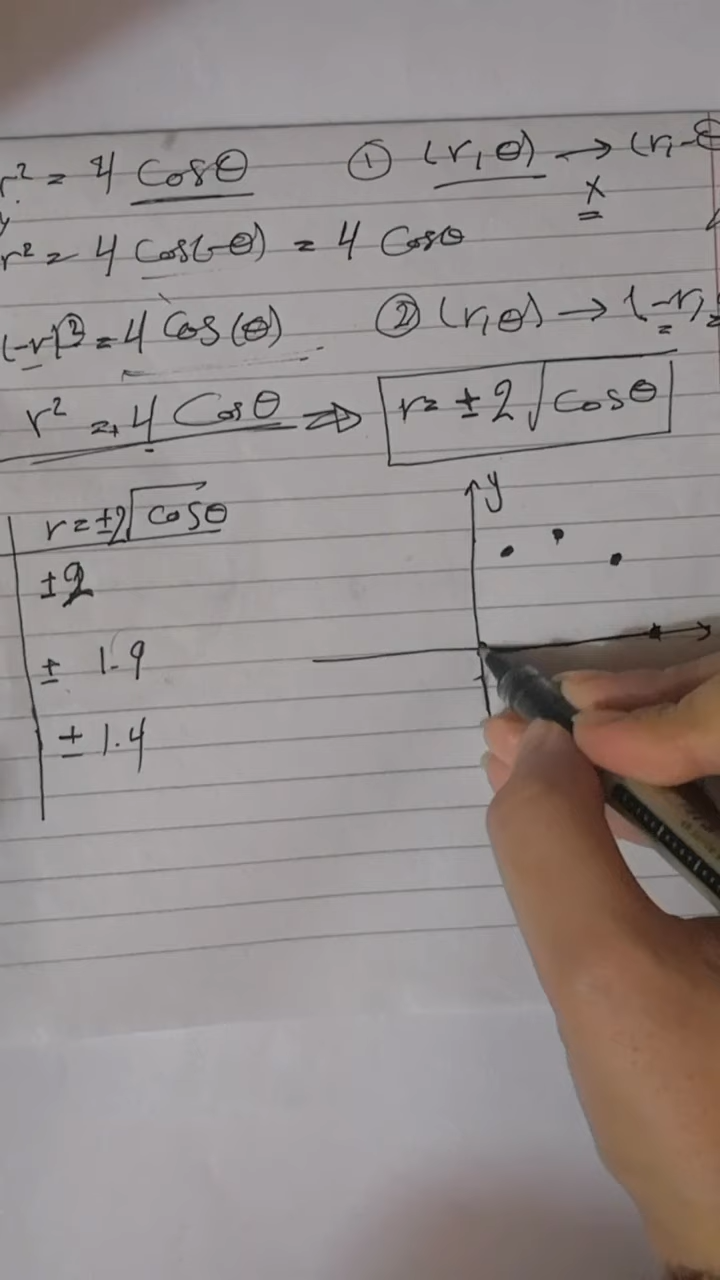 r² = 4 Cosθ ① (r, θ) → (r, -θ
x
r² = 4 Cos(-θ) = 4 Cosθ
(-r)² = 4 Cos(θ) ② (r, θ) → (-r,
r² = 4 Cosθ ⇒ r = ±2√Cosθ
y
r = ±2√Cosθ
±2
± 1.9
± 1.4